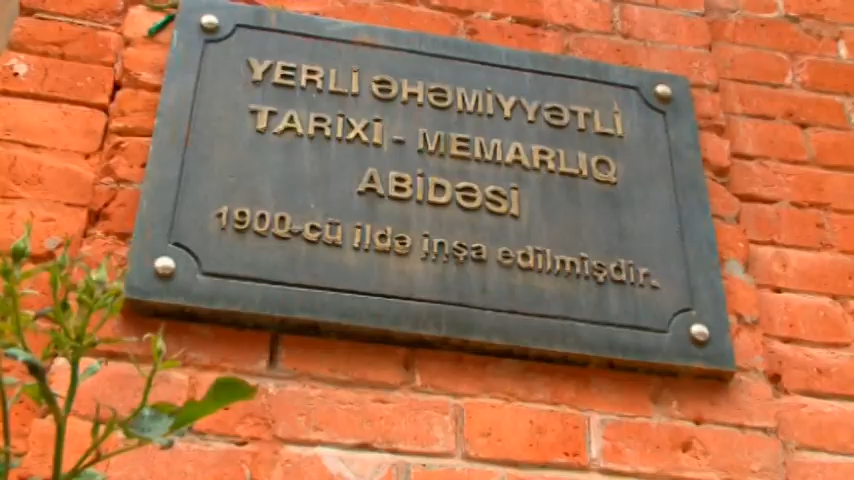 YERLİ ƏHƏMİYYƏTLİ
TARİXİ - MEMARLIQ
ABİDƏSİ
1900-cü ildə inşa edilmişdir.